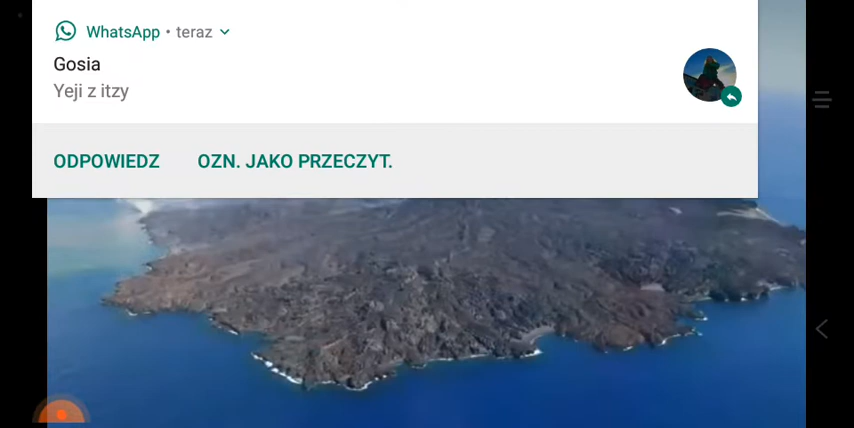 WhatsApp • teraz
Gosia
Yeji z itzy
ODPOWIEDZ OZN. JAKO PRZECZYT.